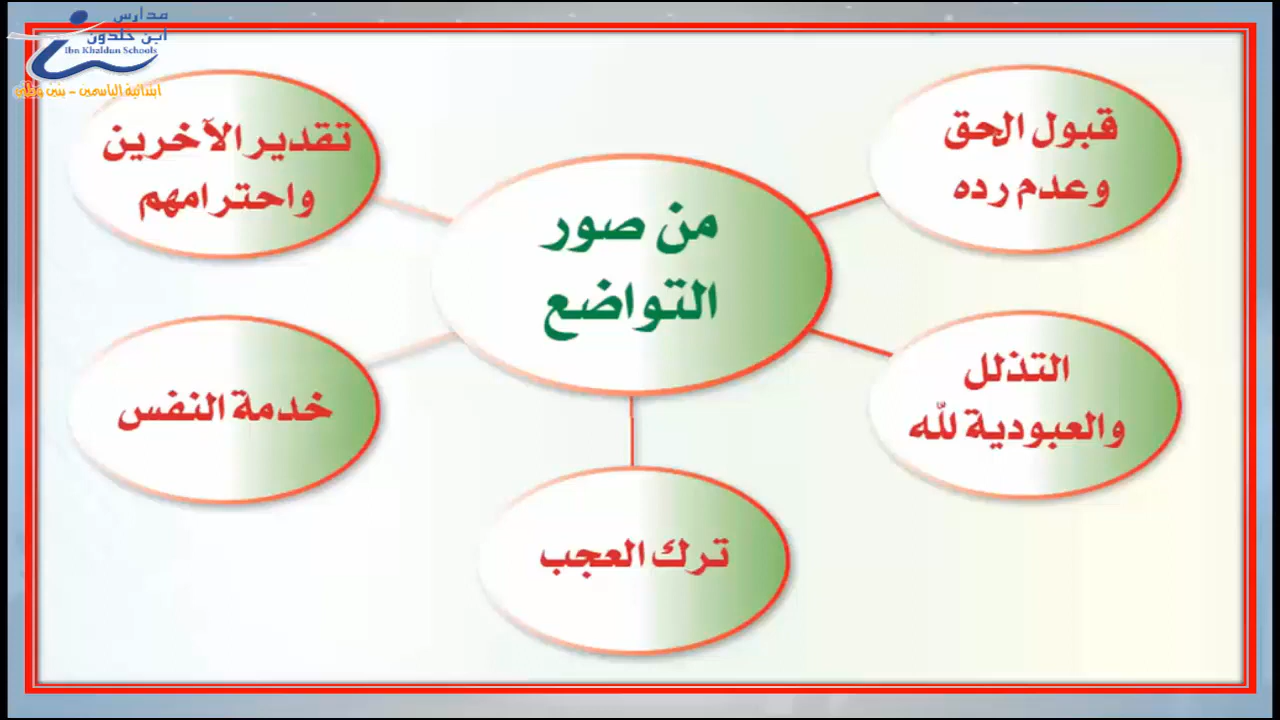 مدارس
ابن خلدون
Ibn Khaldun Schools
ابتدائية الياسمين - بنين وطني
من صور
التواضع
قبول الحق
وعدم رده
التذلل
والعبودية لله
ترك العجب
خدمة النفس
تقدير الآخرين
واحترامهم